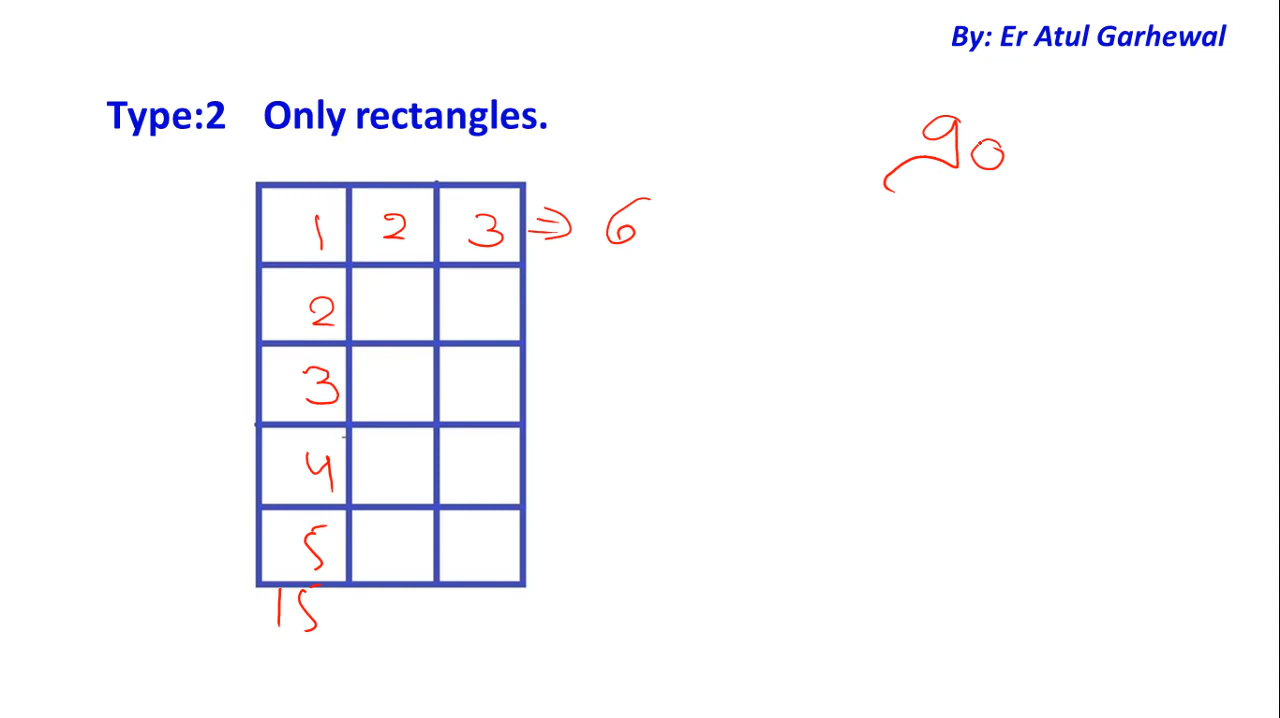 By: Er Atul Garhewal
Type:2 Only rectangles.
90
1 2 3 ⇒ 6
2
3
4
5
15